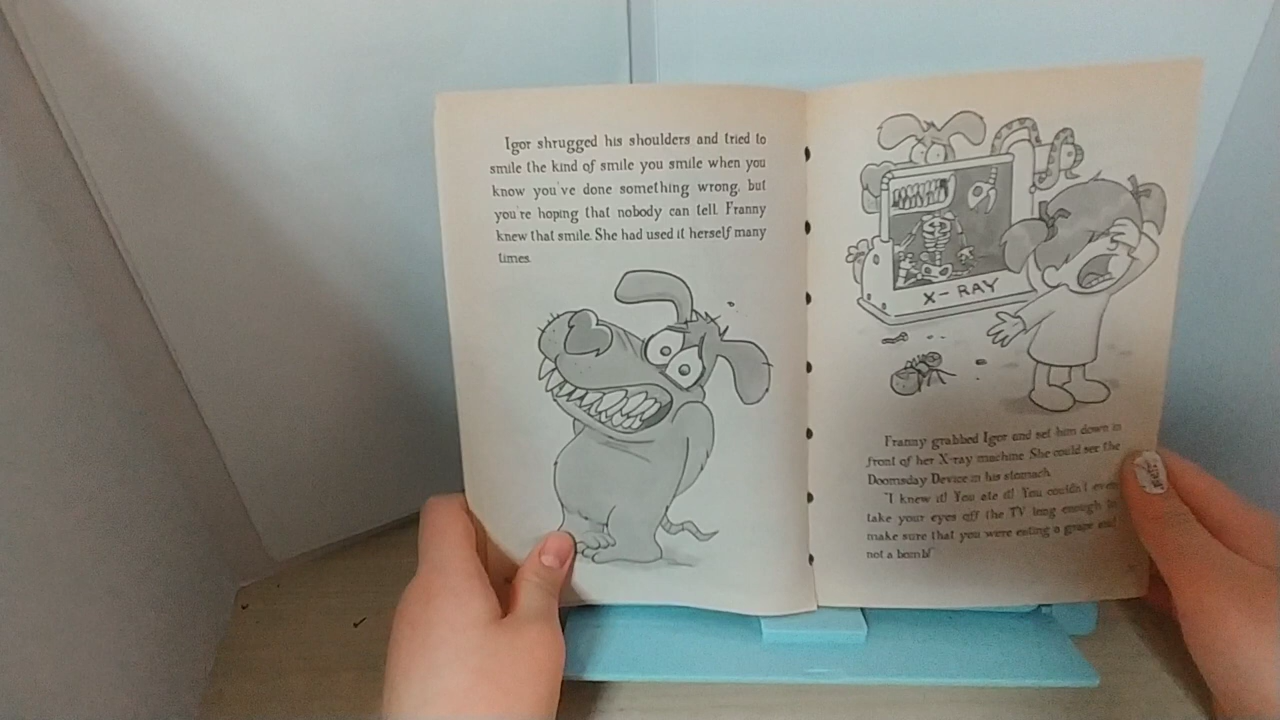 Igor shrugged his shoulders and tried to
smile the kind of smile you smile when you
know you've done something wrong, but
you're hoping that nobody can tell. Franny
knew that smile. She had used it herself many
times.
X-RAY
Franny grabbed Igor and set him down in
front of her X-ray machine. She could see the
Doomsday Device in his stomach.
"I knew it! You ate it! You couldn't even
take your eyes off the TV long enough to
make sure that you were eating a grape and
not a bomb!"